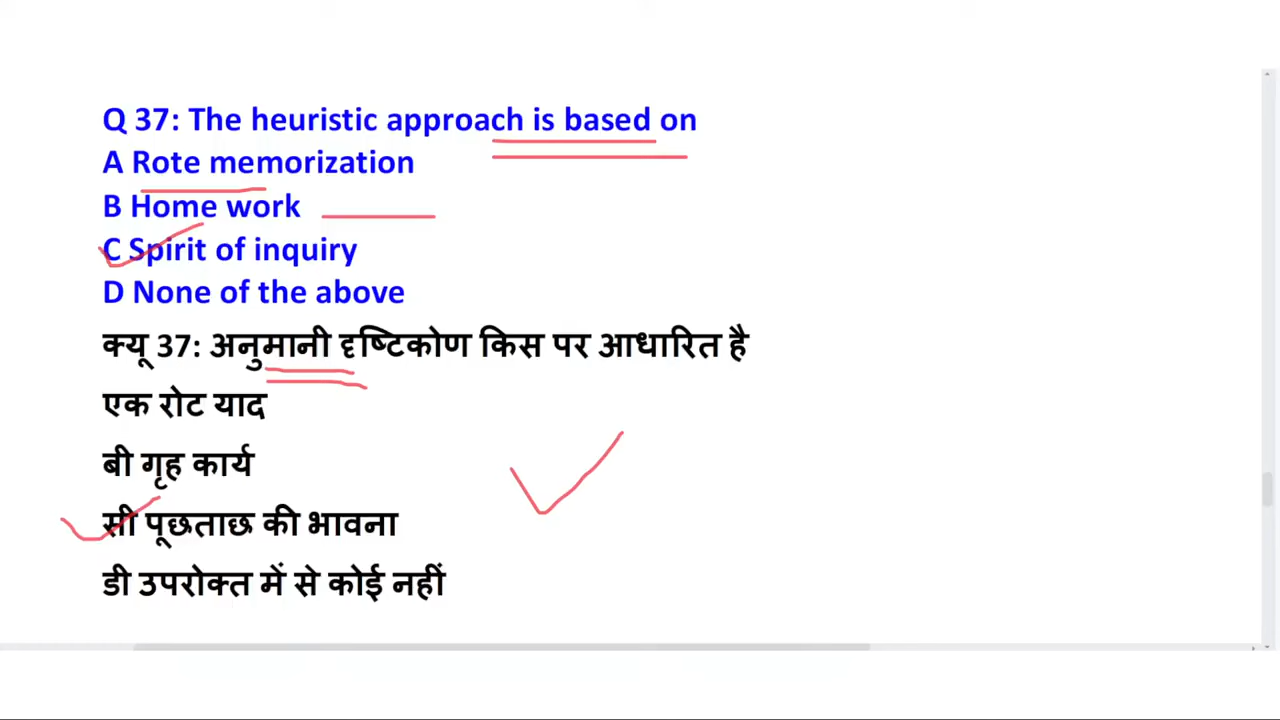 Q 37: The heuristic approach is based on
A Rote memorization
B Home work
C Spirit of inquiry
D None of the above
क्यू 37: अनुमानी दृष्टिकोण किस पर आधारित है
एक रोट याद
बी गृह कार्य
सी पूछताछ की भावना
डी उपरोक्त में से कोई नहीं